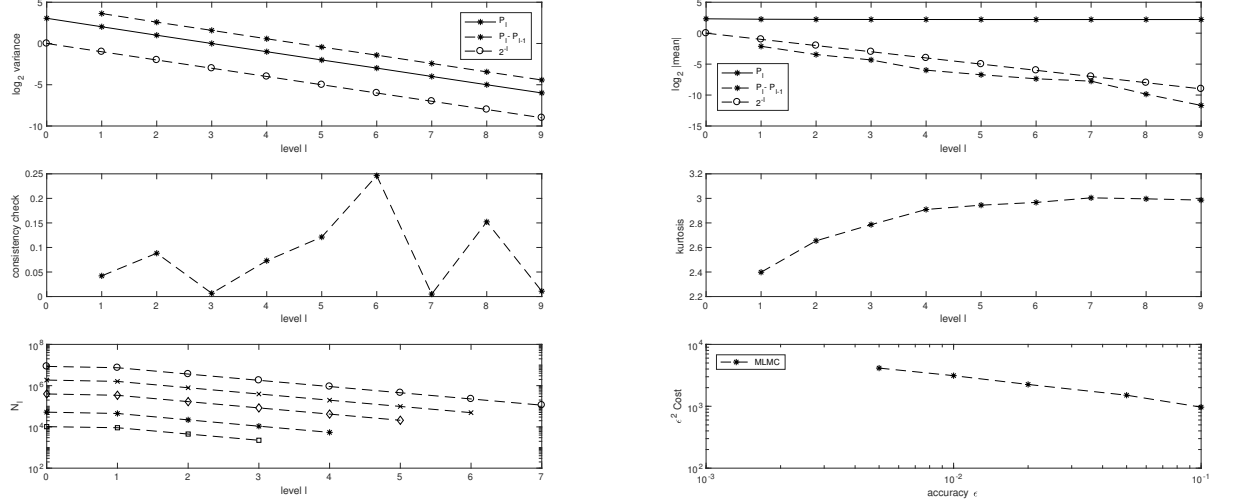 log2 variance
5
0
-5
-10
0 1 2 3 4 5 6 7 8 9
level l
Pl
Pl- Pl-1
2-l
log2 |mean|
5
0
-5
-10
-15
0 1 2 3 4 5 6 7 8 9
level l
Pl
Pl- Pl-1
2-l
consistency check
0.25
0.2
0.15
0.1
0.05
0
0 1 2 3 4 5 6 7 8 9
level l
kurtosis
3.2
3
2.8
2.6
2.4
2.2
0 1 2 3 4 5 6 7 8 9
level l
Nl
10^8
10^6
10^4
10^2
0 1 2 3 4 5 6 7
level l
ϵ^2 Cost
10^4
10^3
10^2
MLMC
10^-3 10^-2 10^-1
accuracy ϵ